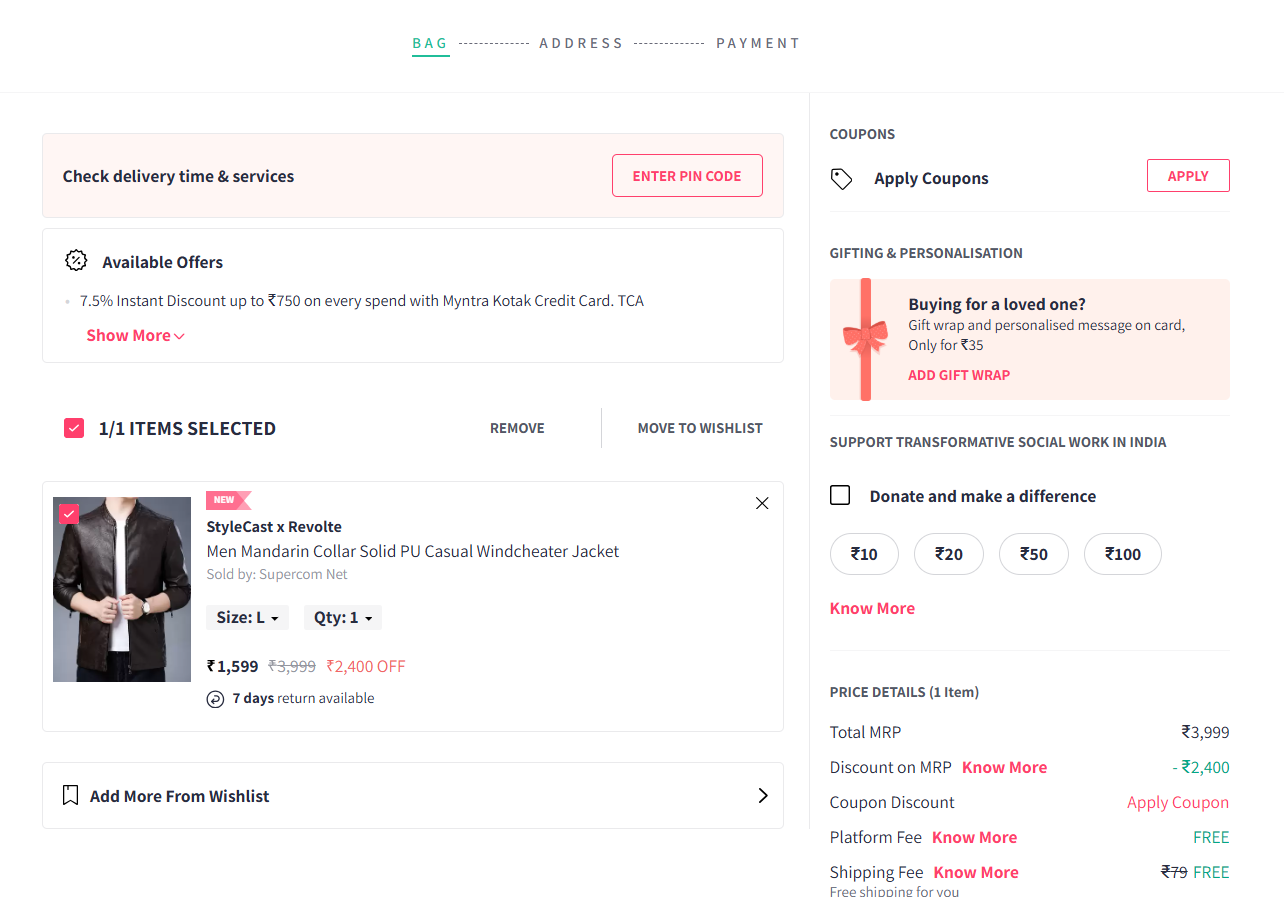 BAG ADDRESS PAYMENT
Check delivery time & services
ENTER PIN CODE
Available Offers
7.5% Instant Discount up to ₹750 on every spend with Myntra Kotak Credit Card. TCA
Show More
1/1 ITEMS SELECTED
REMOVE
MOVE TO WISHLIST
NEW
StyleCast x Revolte
Men Mandarin Collar Solid PU Casual Windcheater Jacket
Sold by: Supercom Net
Size: L Qty: 1
₹1,599 ₹3,999 ₹2,400 OFF
7 days return available
Add More From Wishlist
COUPONS
Apply Coupons
APPLY
GIFTING & PERSONALISATION
Buying for a loved one?
Gift wrap and personalised message on card,
Only for ₹35
ADD GIFT WRAP
SUPPORT TRANSFORMATIVE SOCIAL WORK IN INDIA
Donate and make a difference
₹10 ₹20 ₹50 ₹100
Know More
PRICE DETAILS (1 Item)
Total MRP ₹3,999
Discount on MRP Know More - ₹2,400
Coupon Discount Apply Coupon
Platform Fee Know More FREE
Shipping Fee Know More ₹79 FREE
Free shipping for you